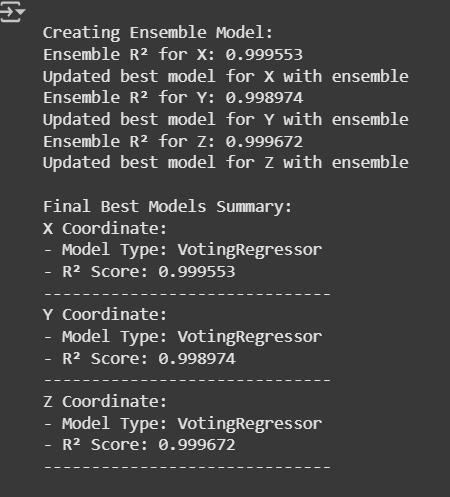 Creating Ensemble Model:
Ensemble R² for X: 0.999553
Updated best model for X with ensemble
Ensemble R² for Y: 0.998974
Updated best model for Y with ensemble
Ensemble R² for Z: 0.999672
Updated best model for Z with ensemble
Final Best Models Summary:
X Coordinate:
- Model Type: VotingRegressor
- R² Score: 0.999553
------------------------------
Y Coordinate:
- Model Type: VotingRegressor
- R² Score: 0.998974
------------------------------
Z Coordinate:
- Model Type: VotingRegressor
- R² Score: 0.999672
------------------------------